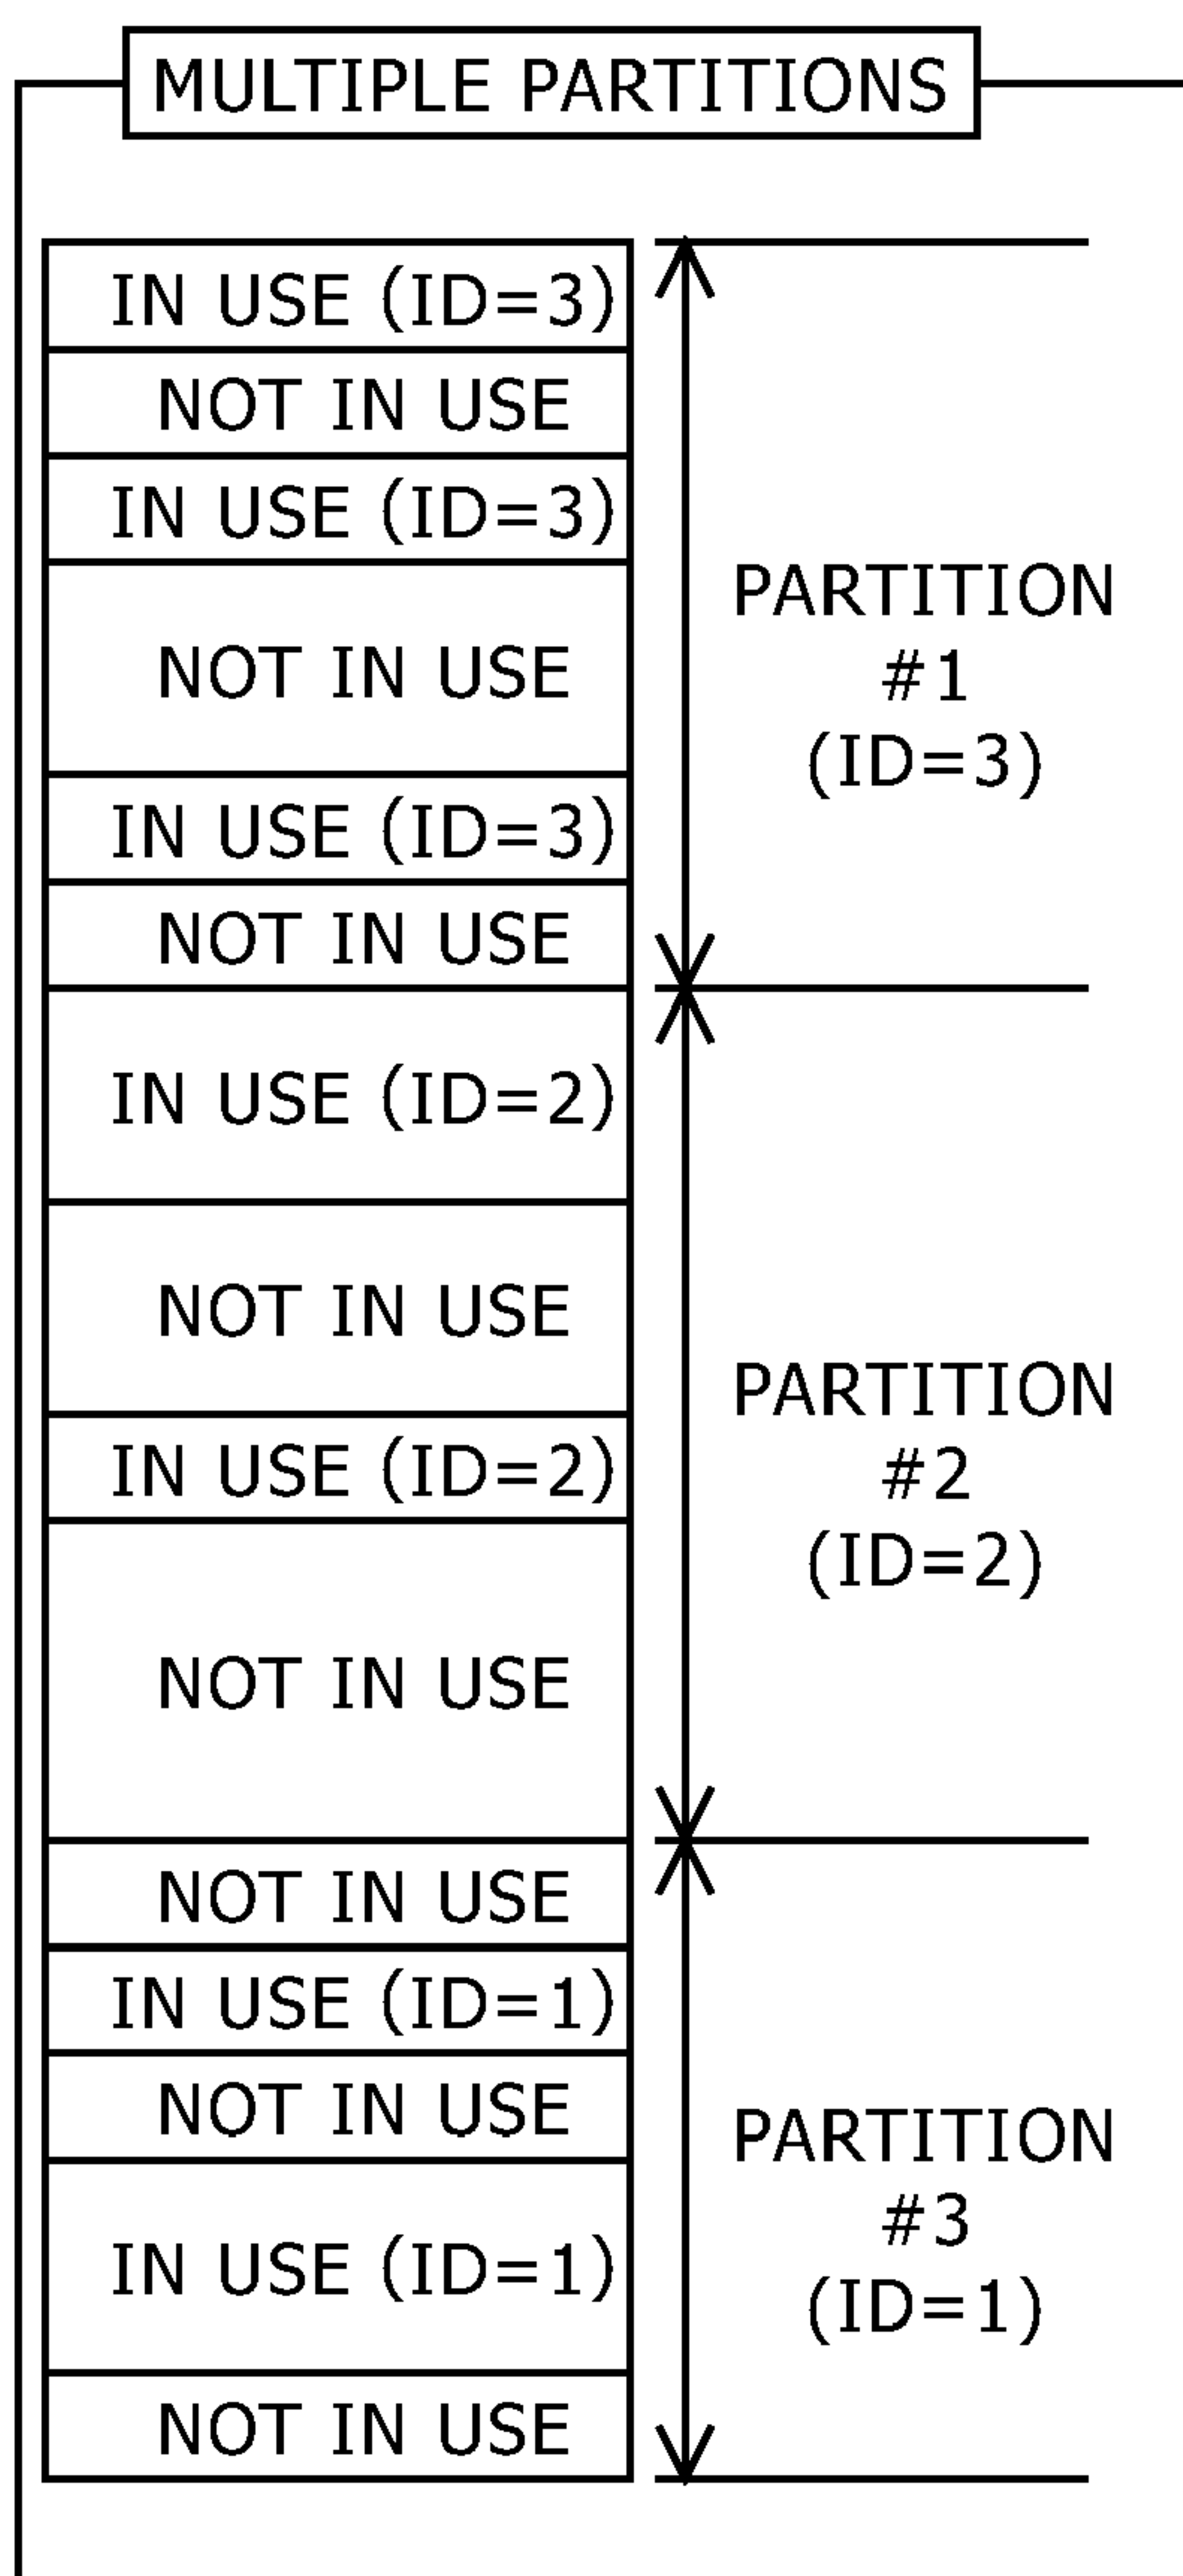 MULTIPLE PARTITIONS
IN USE (ID=3)
NOT IN USE
IN USE (ID=3)
NOT IN USE
IN USE (ID=3)
NOT IN USE
PARTITION
#1
(ID=3)
IN USE (ID=2)
NOT IN USE
IN USE (ID=2)
NOT IN USE
PARTITION
#2
(ID=2)
NOT IN USE
IN USE (ID=1)
NOT IN USE
IN USE (ID=1)
NOT IN USE
PARTITION
#3
(ID=1)